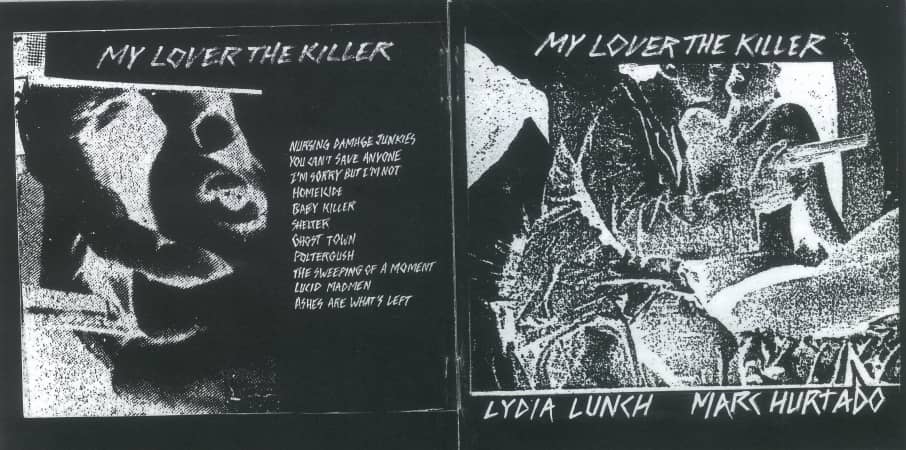 MY LOVER THE KILLER
NURSING DAMAGE JUNKIES
YOU CAN'T SAVE ANYONE
I'M SORRY BUT I'M NOT
HOMEIKIDE
BABY KILLER
SHELTER
GHOST TOWN
POLTERGUSH
THE SWEEPING OF A MOMENT
LUCID MADMEN
ASHES ARE WHAT'S LEFT
MY LOVER THE KILLER
LYDIA LUNCH MARC HURTADO